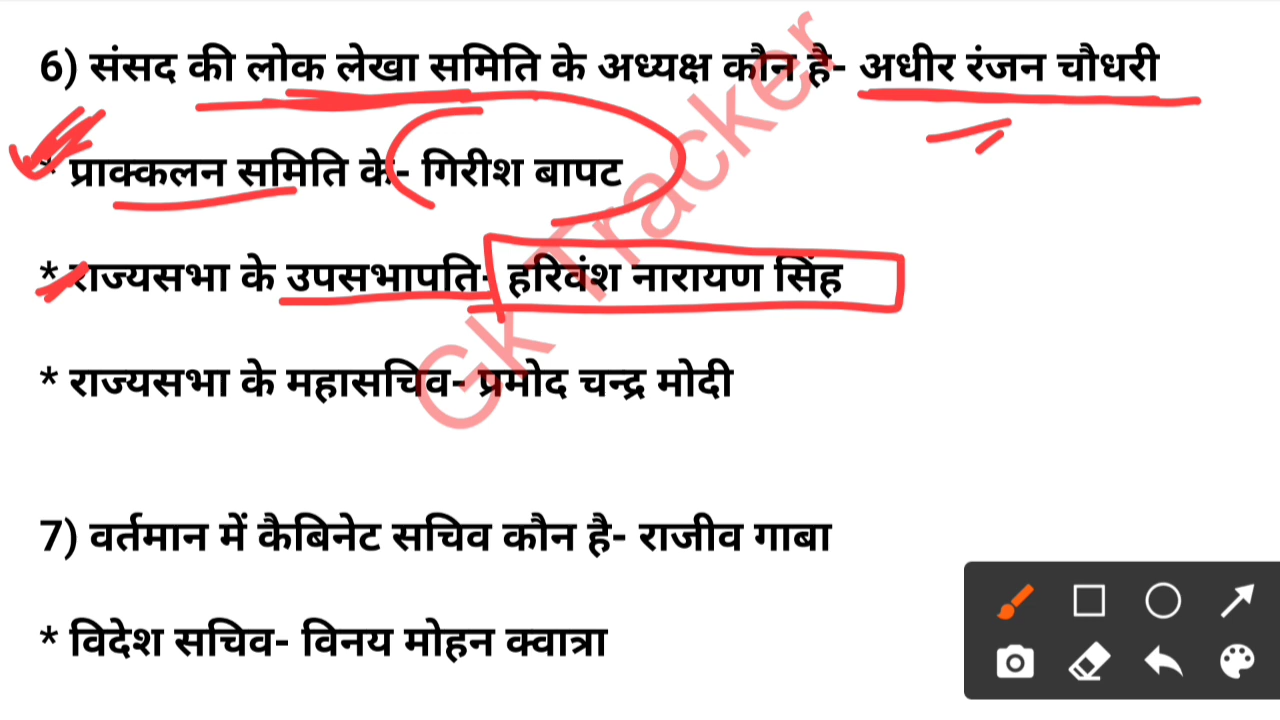 6) संसद की लोक लेखा समिति के अध्यक्ष कौन है- अधीर रंजन चौधरी
* प्राक्कलन समिति के- गिरीश बापट
* राज्यसभा के उपसभापति- हरिवंश नारायण सिंह
* राज्यसभा के महासचिव- प्रमोद चन्द्र मोदी
Gk Tracker
7) वर्तमान में कैबिनेट सचिव कौन है- राजीव गाबा
* विदेश सचिव- विनय मोहन क्वात्रा